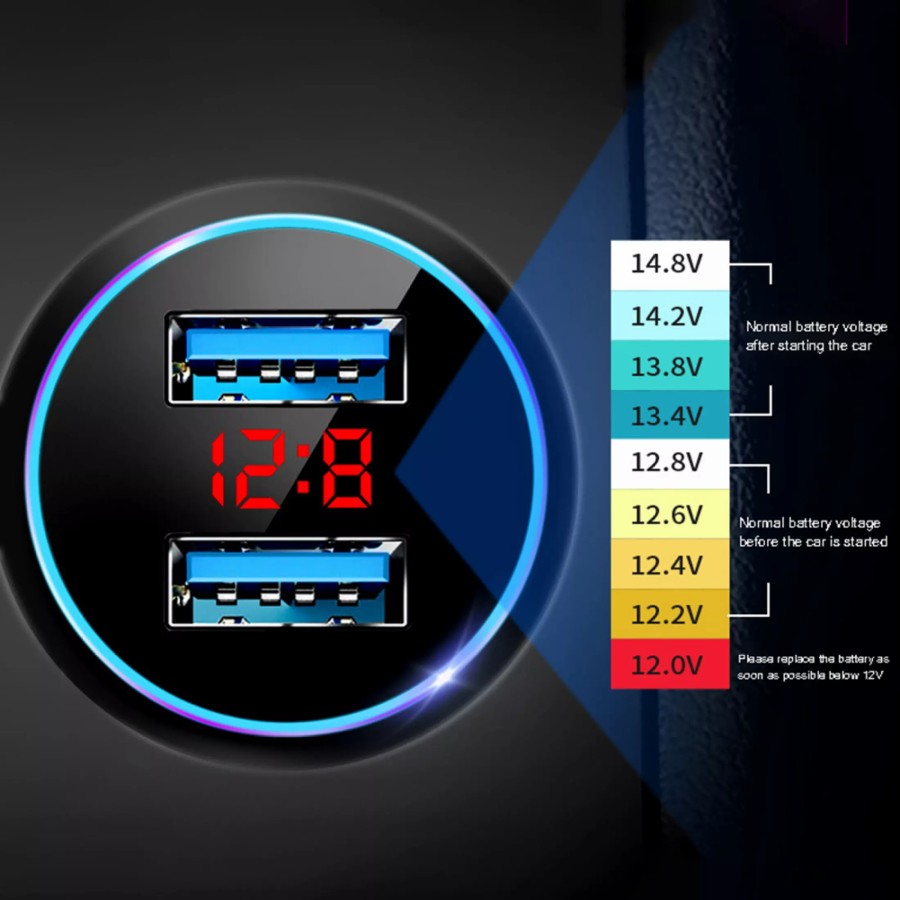 12:8
14.8V
14.2V
13.8V
13.4V
12.8V
12.6V
12.4V
12.2V
12.0V
Normal battery voltage
after starting the car
Normal battery voltage
before the car is started
Please replace the battery as
soon as possible below 12V